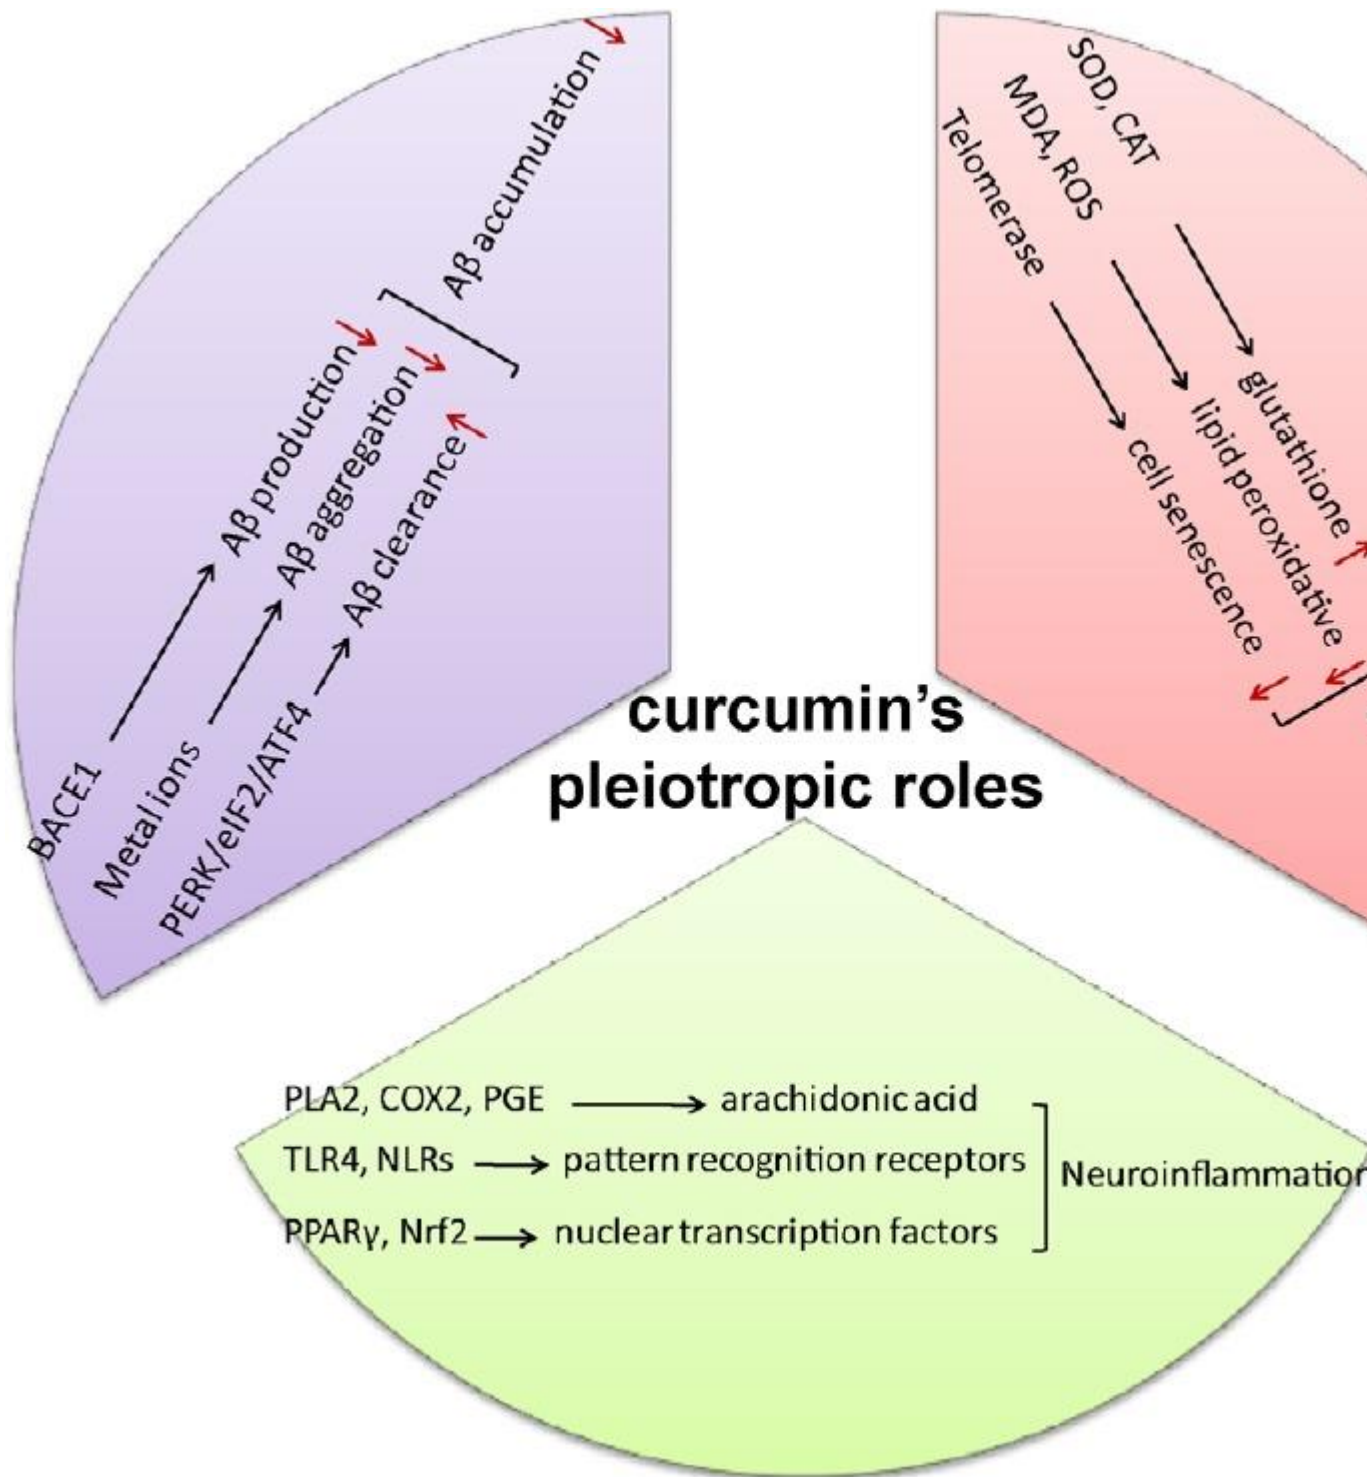 BACE1 → Aβ production
Metal ions → Aβ aggregation
PERK/eIF2/ATF4 → Aβ clearance
Aβ accumulation
SOD, CAT → glutathione
MDA, ROS → lipid peroxidative
Telomerase → cell senescence
curcumin's
pleiotropic roles
PLA2, COX2, PGE → arachidonic acid
TLR4, NLRs → pattern recognition receptors
PPARγ, Nrf2 → nuclear transcription factors
Neuroinflammation